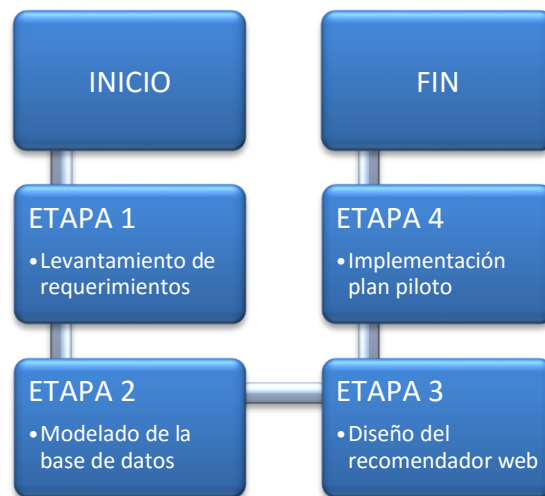 INICIO
FIN
ETAPA 1
•Levantamiento de
requerimientos
ETAPA 4
•Implementación
plan piloto
ETAPA 2
•Modelado de la
base de datos
ETAPA 3
•Diseño del
recomendador web